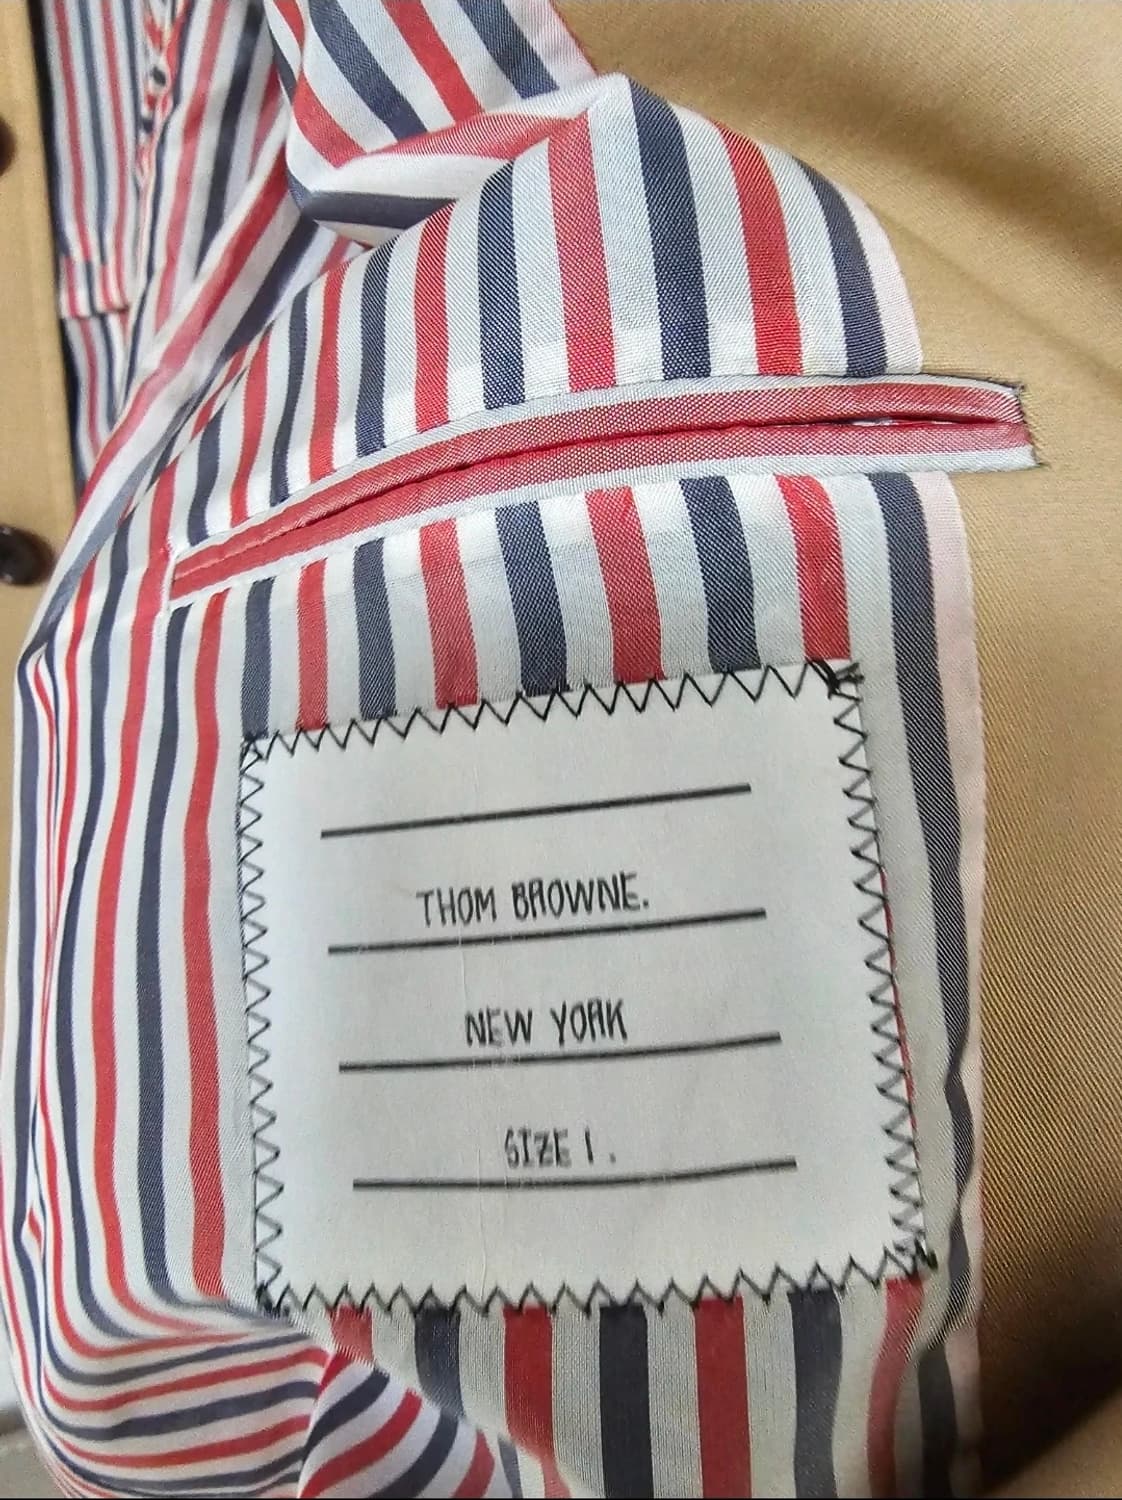 THOM BROWNE.
NEW YORK
SIZE 1.